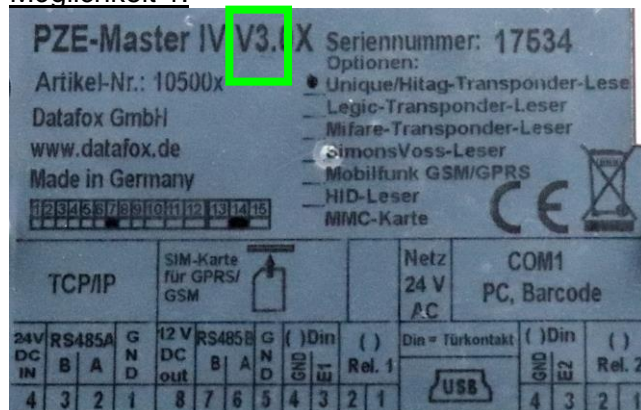 Möglichkeit 1:
PZE-Master IV V3.0X
Seriennummer: 17534
Artikel-Nr.: 10500x
Optionen:
Unique/Hitag-Transponder-Lese
Datafox GmbH
Legic-Transponder-Leser
www.datafox.de
Mifare-Transponder-Leser
SimonsVoss-Leser
Made in Germany
Mobilfunk GSM/GPRS
HID-Leser
MMC-Karte
1 2 3 4 5 6 7 8 9 10 11 12 13 14 15
CE
TCP/IP
SIM-Karte
für GPRS/
GSM
Netz
24 V
AC
COM1
PC, Barcode
24V DC IN
RS485A
B A
GND
12 V DC out
RS485B
B A
GND
( )Din
GND E1
( )
Rel. 1
Din = Türkontakt
USB
( )Din
GND E2
( )
Rel. 2
4 3 2 1 8 7 6 5 4 3 2 1 4 3 2 1